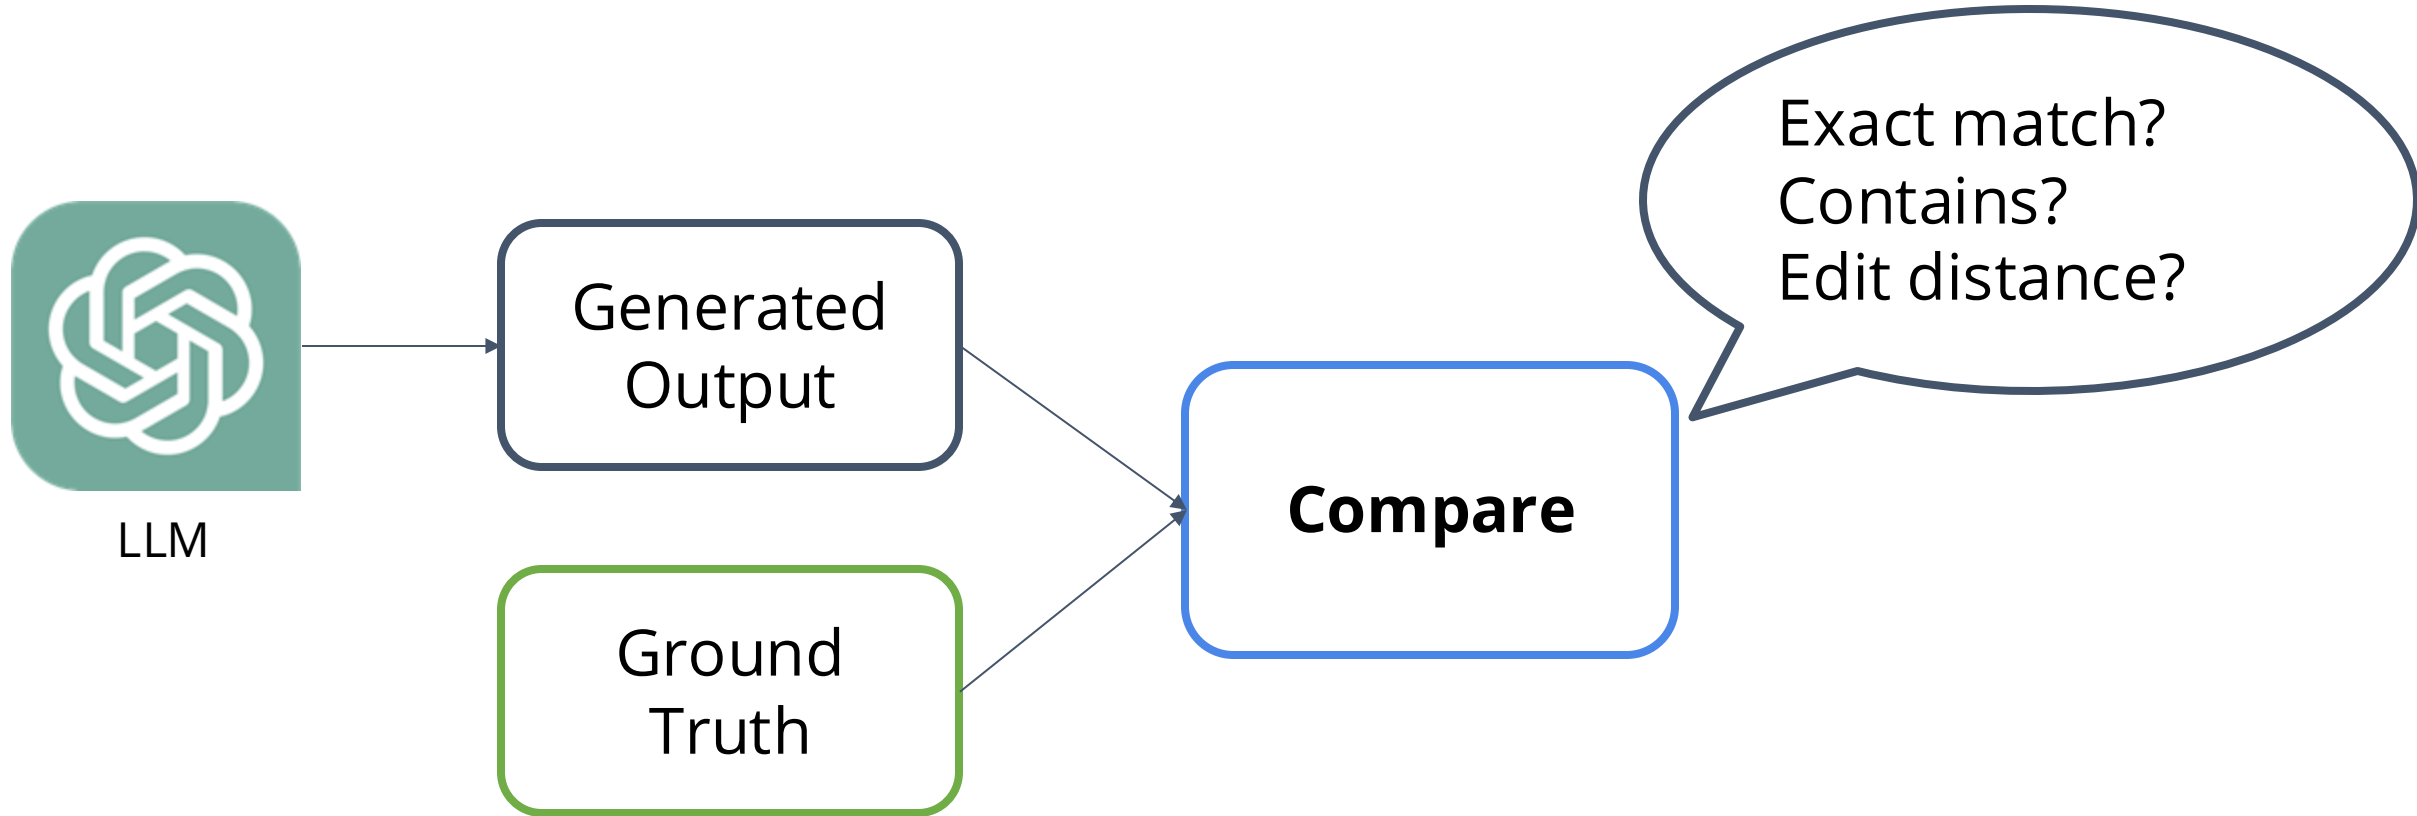 LLM
Generated
Output
Ground
Truth
Compare
Exact match?
Contains?
Edit distance?